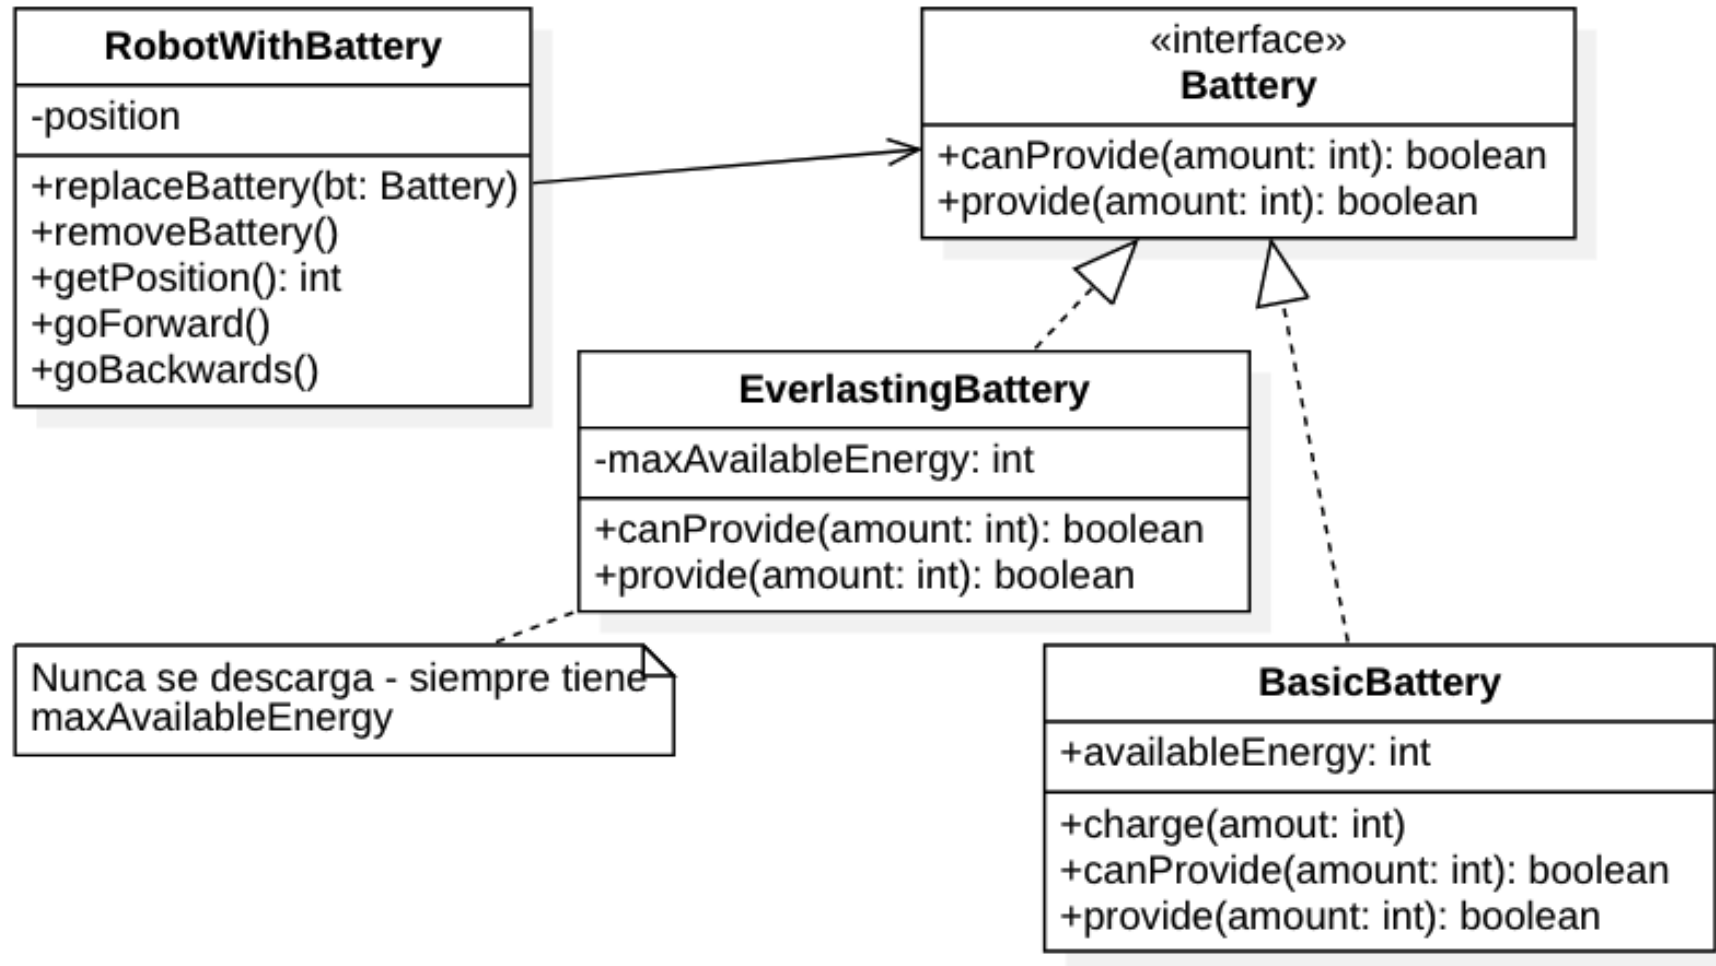 RobotWithBattery
-position
+replaceBattery(bt: Battery)
+removeBattery()
+getPosition(): int
+goForward()
+goBackwards()
«interface»
Battery
+canProvide(amount: int): boolean
+provide(amount: int): boolean
EverlastingBattery
-maxAvailableEnergy: int
+canProvide(amount: int): boolean
+provide(amount: int): boolean
Nunca se descarga - siempre tiene
maxAvailableEnergy
BasicBattery
+availableEnergy: int
+charge(amout: int)
+canProvide(amount: int): boolean
+provide(amount: int): boolean